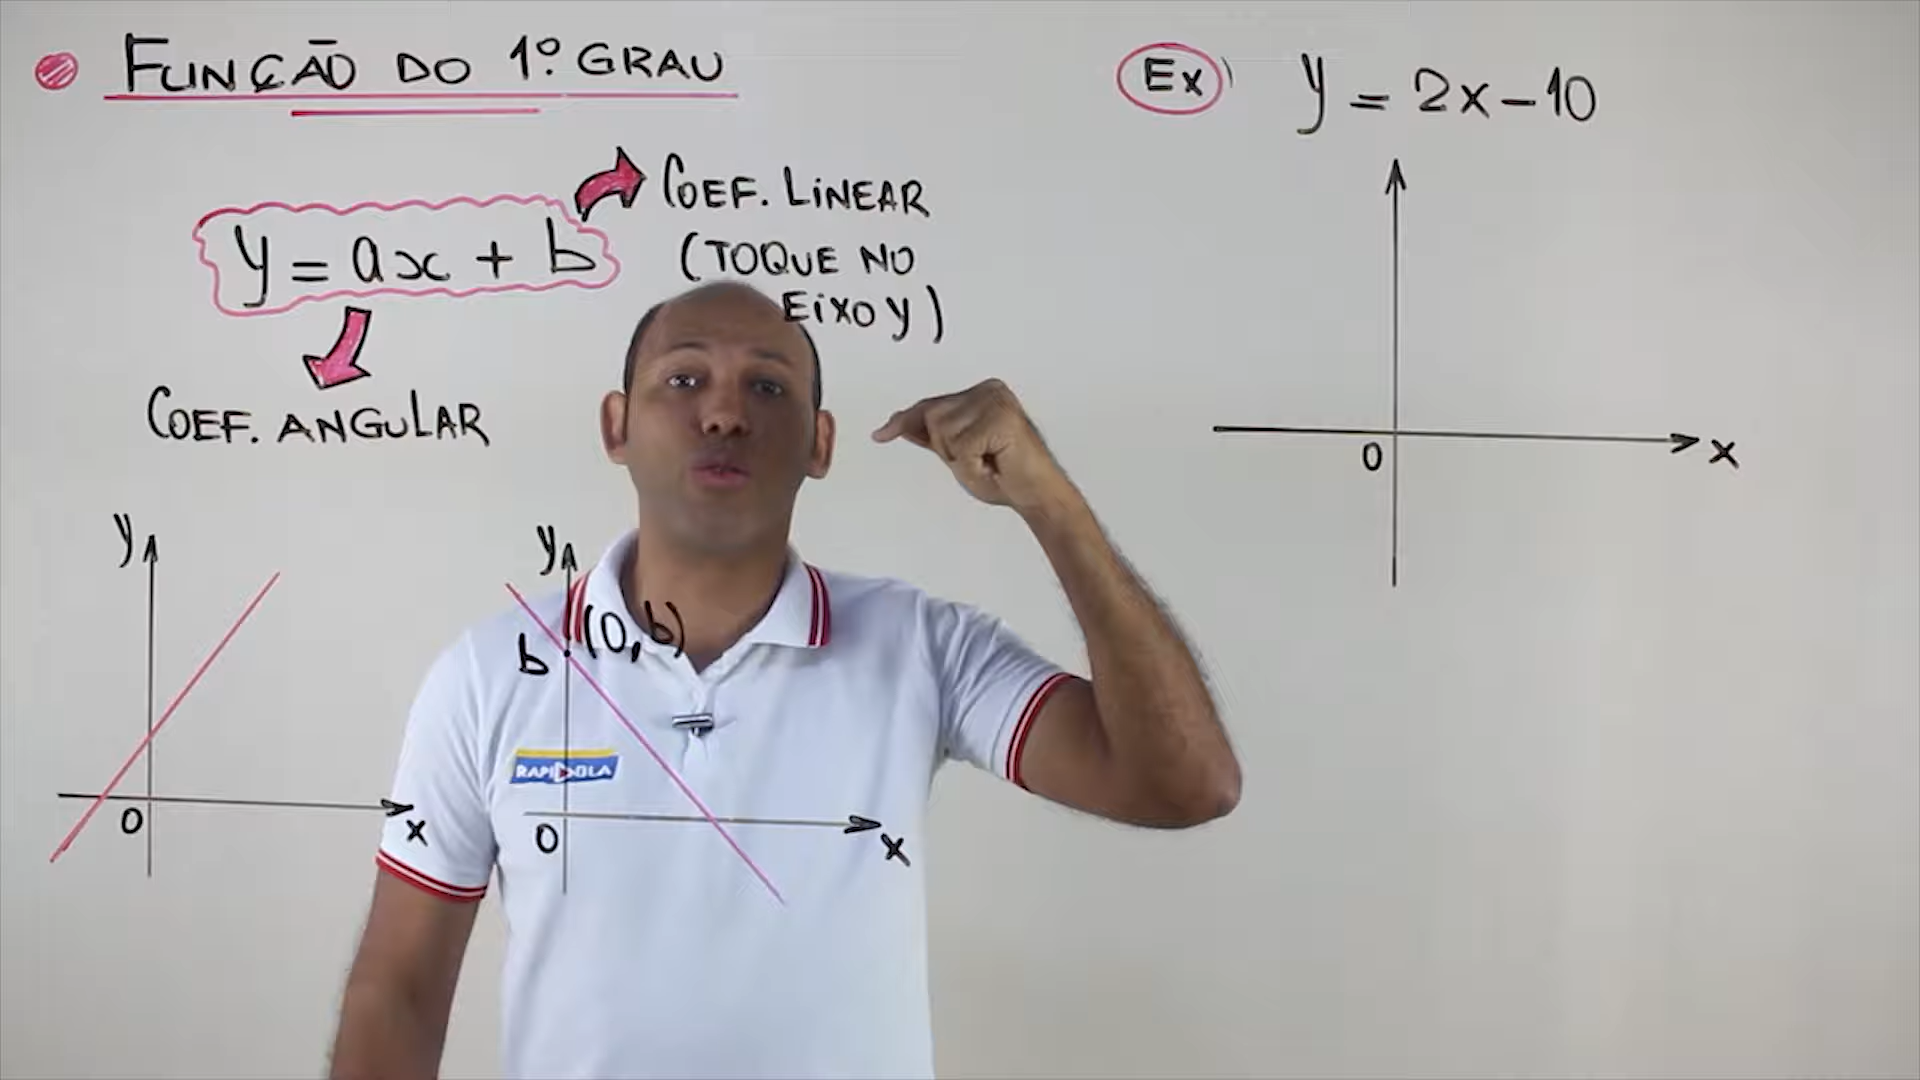 FUNÇÃO DO 1º GRAU
y = ax + b
COEF. LINEAR
(TOQUE NO
EIXO y)
COEF. ANGULAR
y
0
x
y
b
(0,b)
0
x
RAPIDOLA
Ex)
y = 2x - 10
0
x